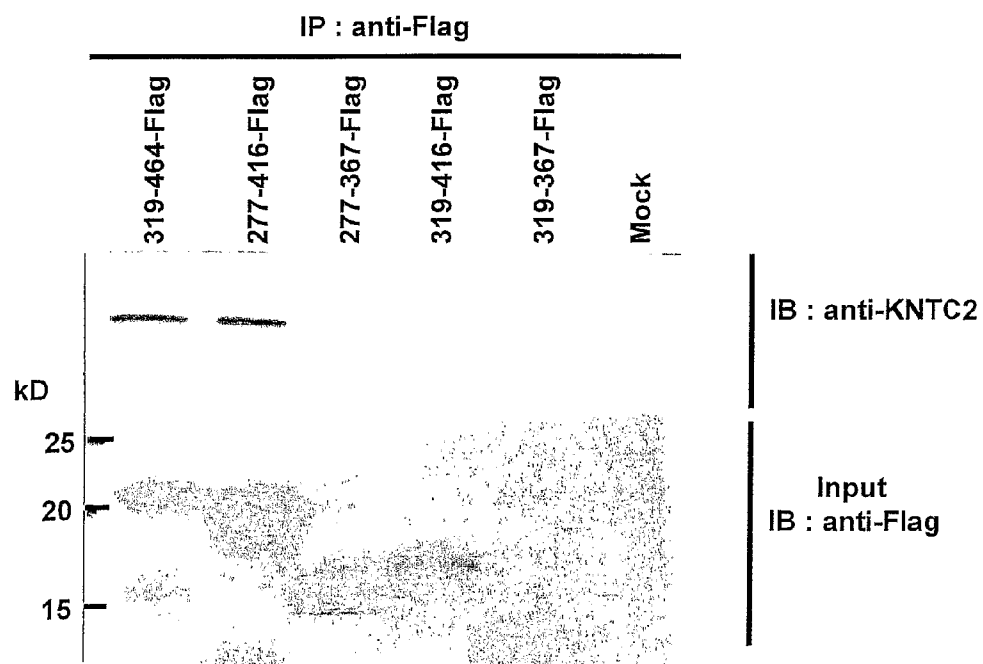 IP : anti-Flag
319-464-Flag
277-416-Flag
277-367-Flag
319-416-Flag
319-367-Flag
Mock
IB : anti-KNTC2
kD
25
20
15
Input
IB : anti-Flag